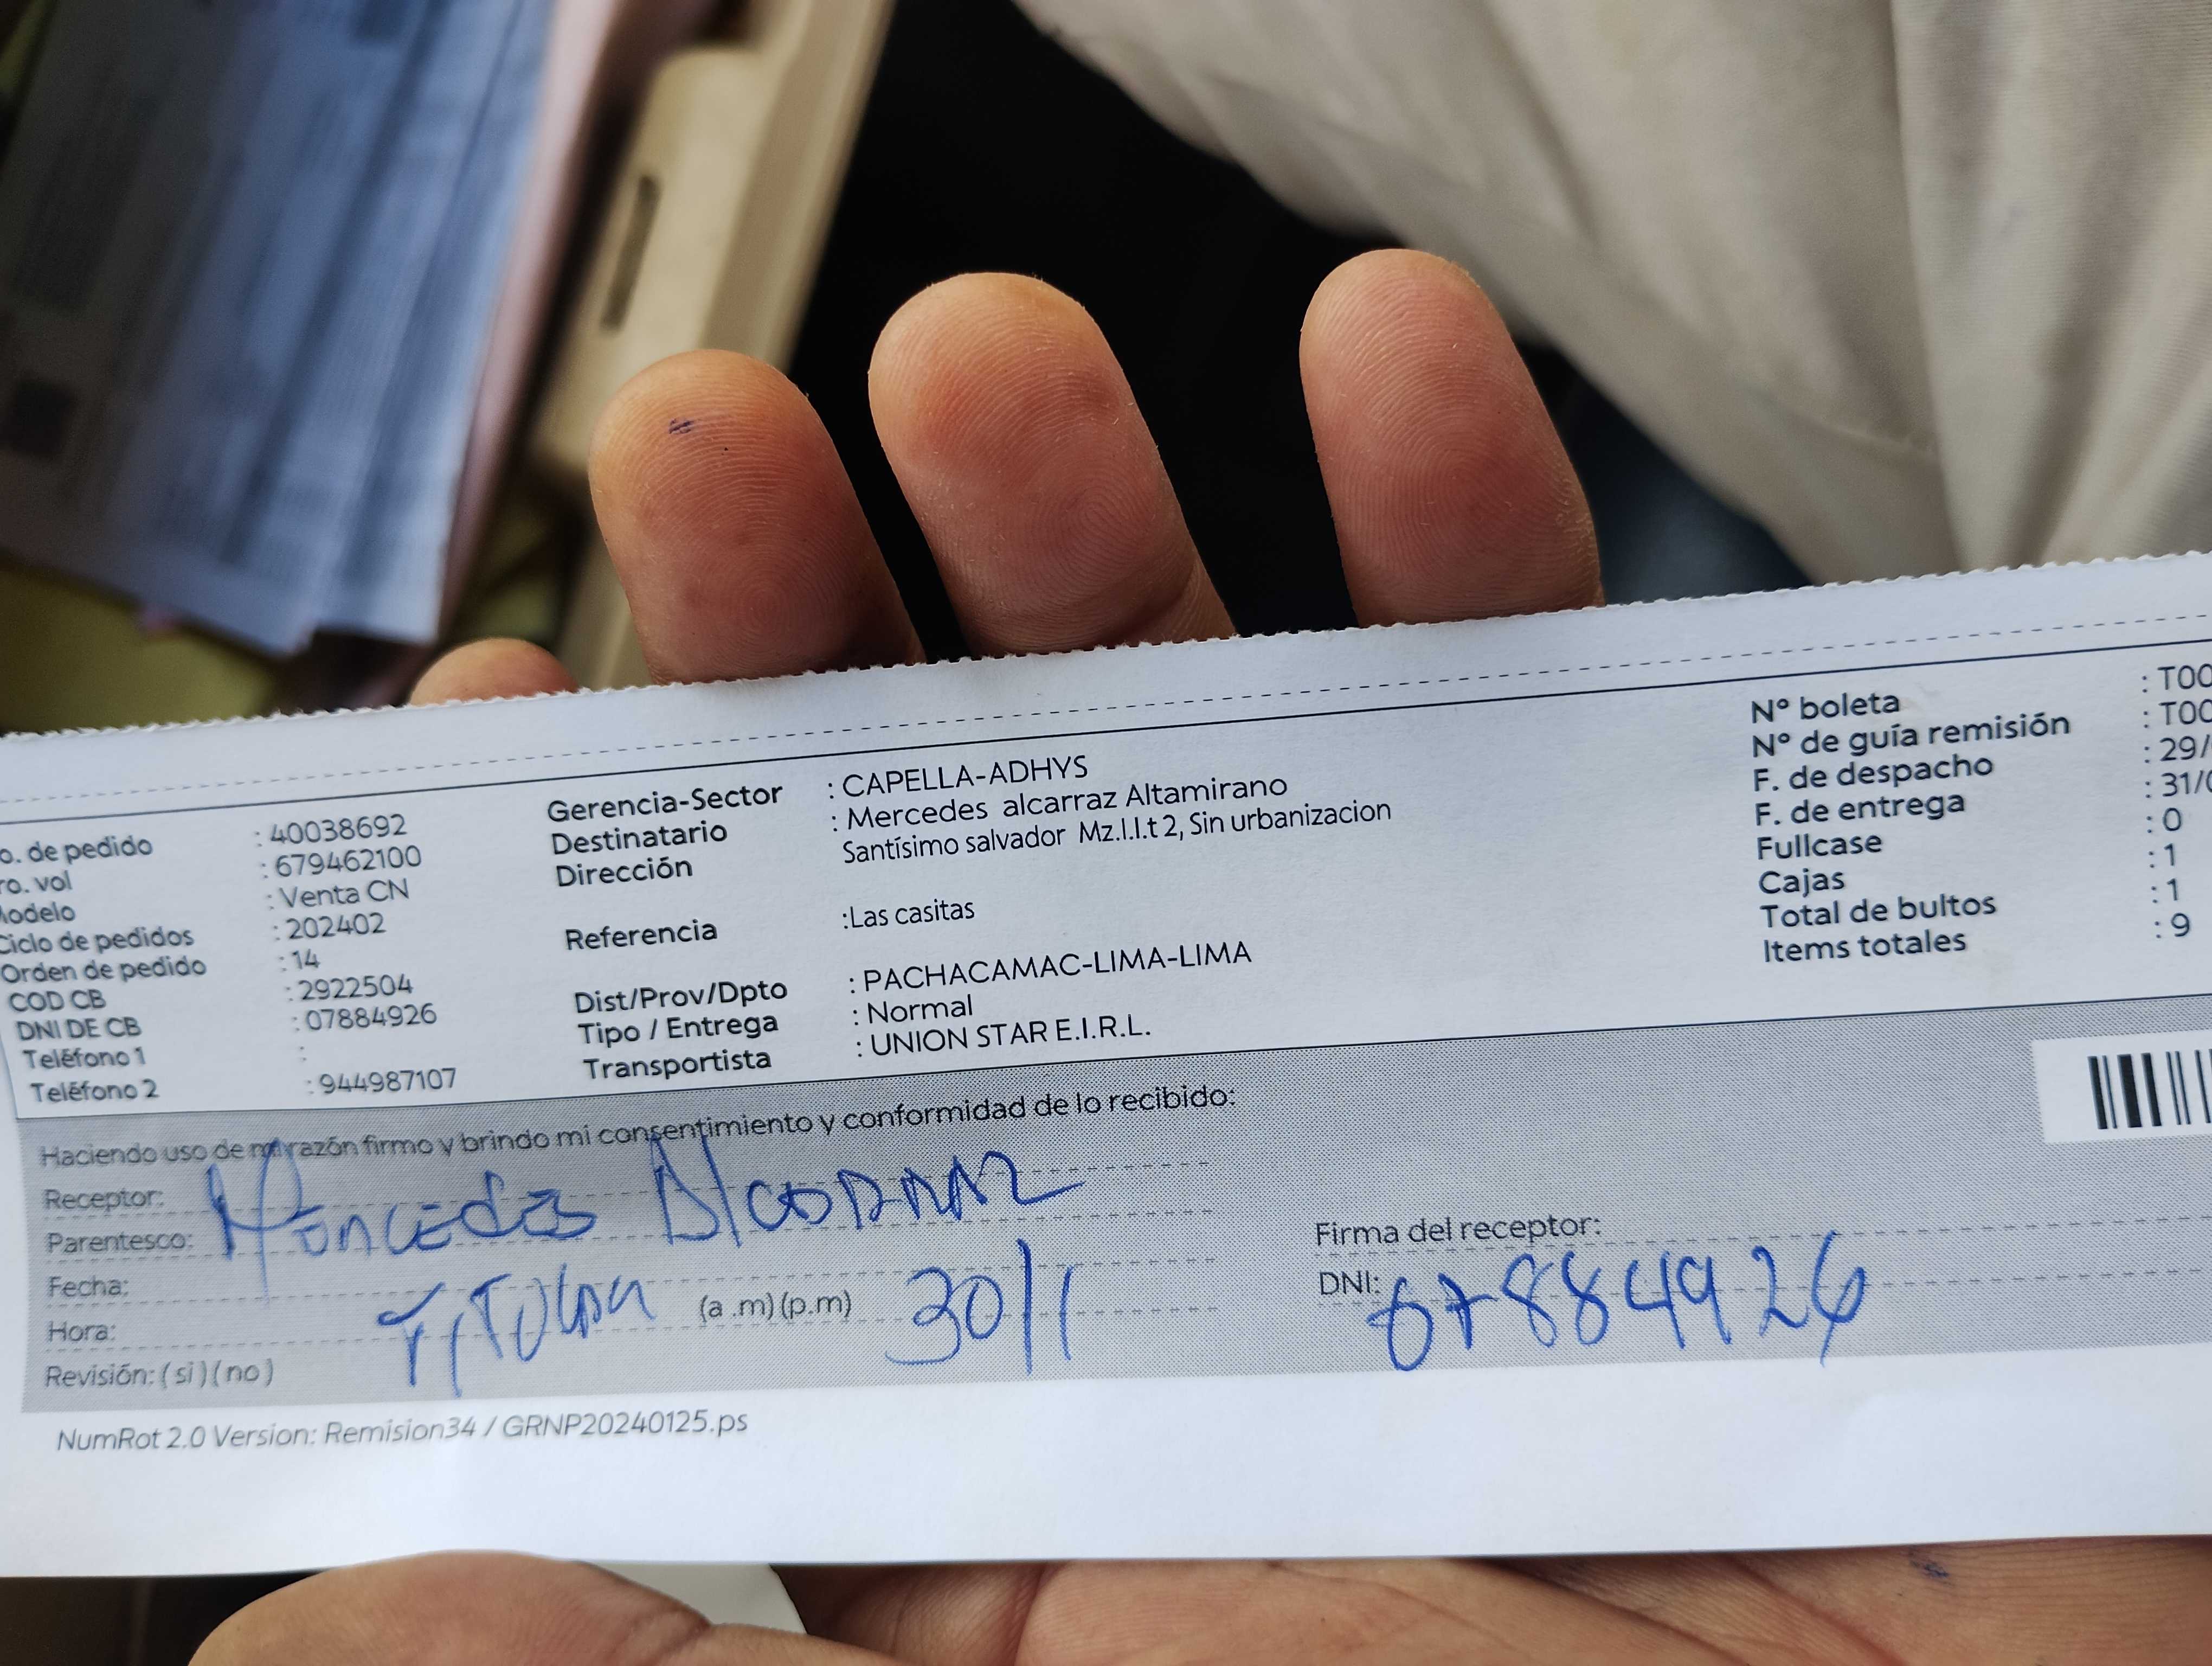 o. de pedido : 40038692
ro. vol : 679462100
Modelo : Venta CN
Ciclo de pedidos : 202402
Orden de pedido : 14
COD CB : 2922504
DNI DE CB : 07884926
Teléfono 1 :
Teléfono 2 : 944987107
Gerencia-Sector : CAPELLA-ADHYS
Destinatario : Mercedes alcarraz Altamirano
Dirección Santísimo salvador Mz.l.l.t 2, Sin urbanizacion
Referencia :Las casitas
Dist/Prov/Dpto : PACHACAMAC-LIMA-LIMA
Tipo / Entrega : Normal
Transportista : UNION STAR E.I.R.L.
N° boleta : T00
N° de guía remisión : T00
F. de despacho : 29/
F. de entrega : 31/0
Fullcase : 0
Cajas : 1
Total de bultos : 1
Items totales : 9
Haciendo uso de mi razón firmo y brindo mi consentimiento y conformidad de lo recibido:
Receptor: Mercedes Alcarraz
Parentesco:
Fecha:
Titular (a .m) (p.m) 30/1
Hora:
Revisión: ( si ) ( no )
Firma del receptor:
DNI: 07884926
NumRot 2.0 Version: Remision34 / GRNP20240125.ps